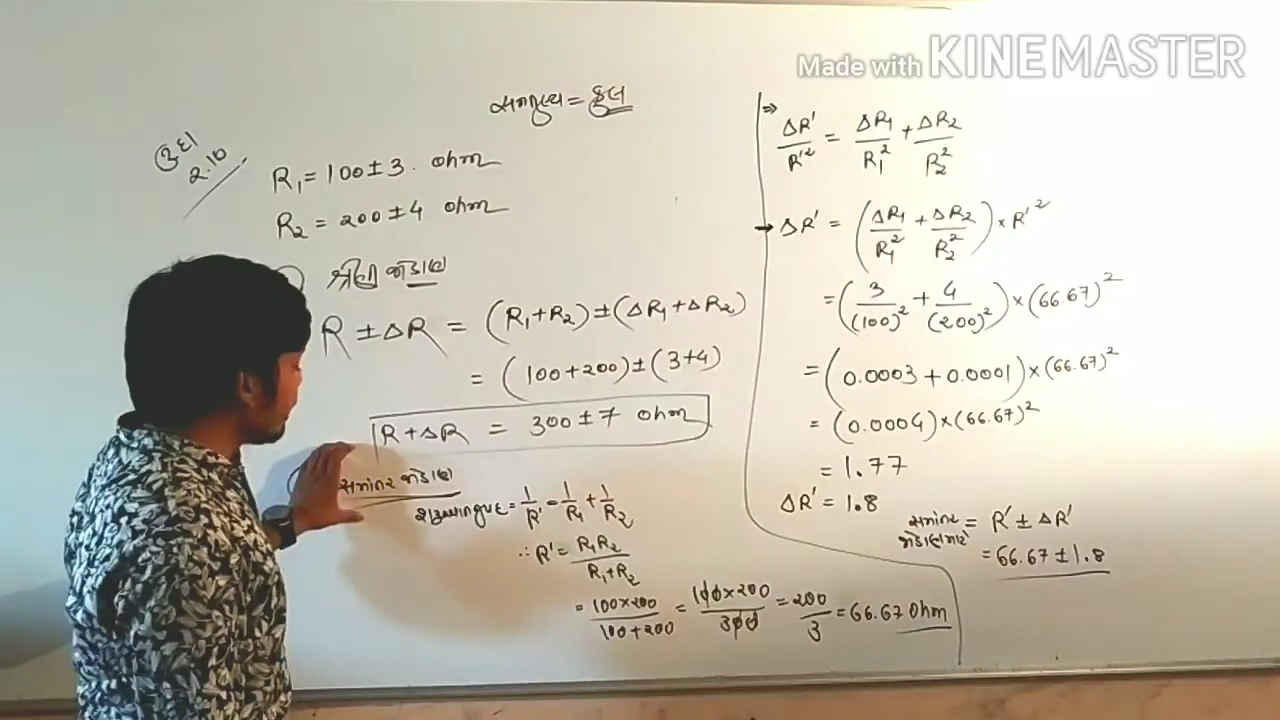 Made with KINEMASTER
સમતુલ્ય = કુલ
ઉદા
2.10
R₁ = 100 ± 3 ohm
R₂ = 200 ± 4 ohm
શ્રેણી જોડાણ
R ± ΔR = (R₁ + R₂) ± (ΔR₁ + ΔR₂)
= (100 + 200) ± (3 + 4)
R + ΔR = 300 ± 7 ohm
સમાંતર જોડાણ
= 1/R' = 1/R₁ + 1/R₂
∴ R' = R₁R₂ / R₁ + R₂
= 100 × 200 / 100 + 200 = 100 × 200 / 300 = 200 / 3 = 66.67 Ohm
⇒ ΔR' / R'² = ΔR₁ / R₁² + ΔR₂ / R₂²
→ ΔR' = (ΔR₁ / R₁² + ΔR₂ / R₂²) × R'²
= (3 / (100)² + 4 / (200)²) × (66.67)²
= (0.0003 + 0.0001) × (66.67)²
= (0.0004) × (66.67)²
= 1.77
ΔR' = 1.8
સમાંતર જોડાણ માટે = R' ± ΔR'
= 66.67 ± 1.8